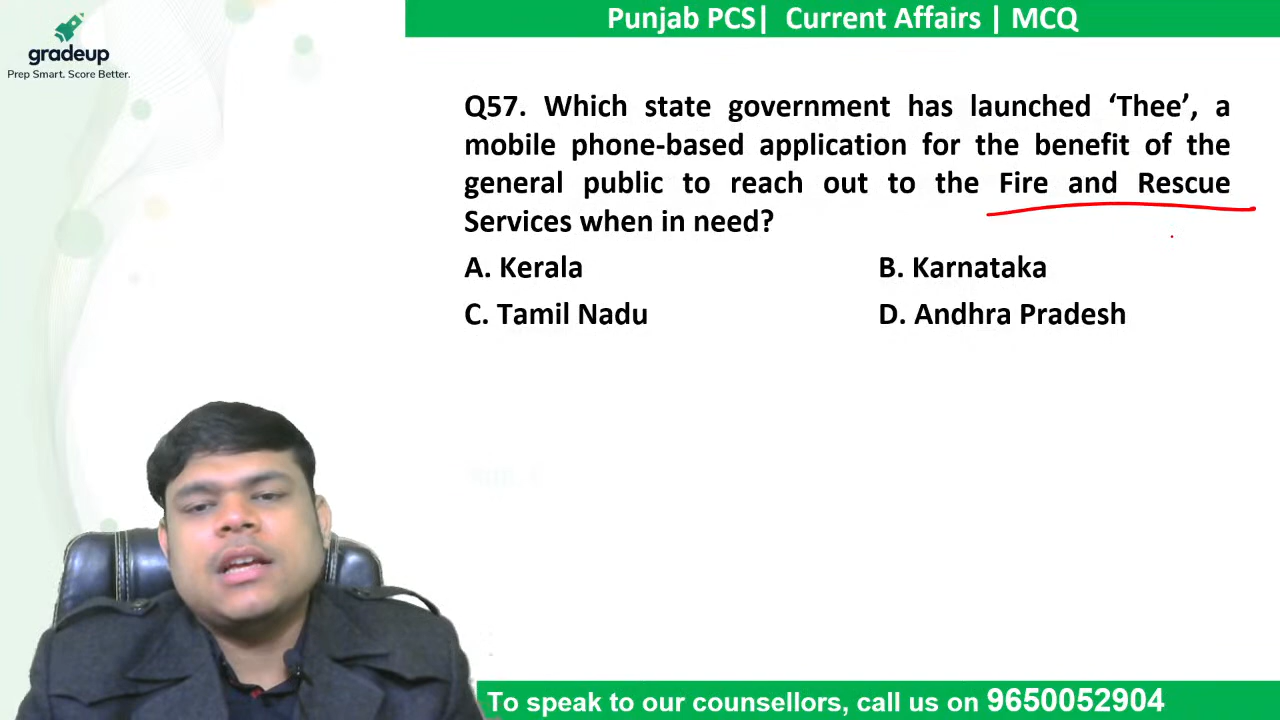 gradeup
Prep Smart. Score Better.
Punjab PCS| Current Affairs | MCQ
Q57. Which state government has launched ‘Thee’, a
mobile phone-based application for the benefit of the
general public to reach out to the Fire and Rescue
Services when in need?
A. Kerala
B. Karnataka
C. Tamil Nadu
D. Andhra Pradesh
To speak to our counsellors, call us on 9650052904